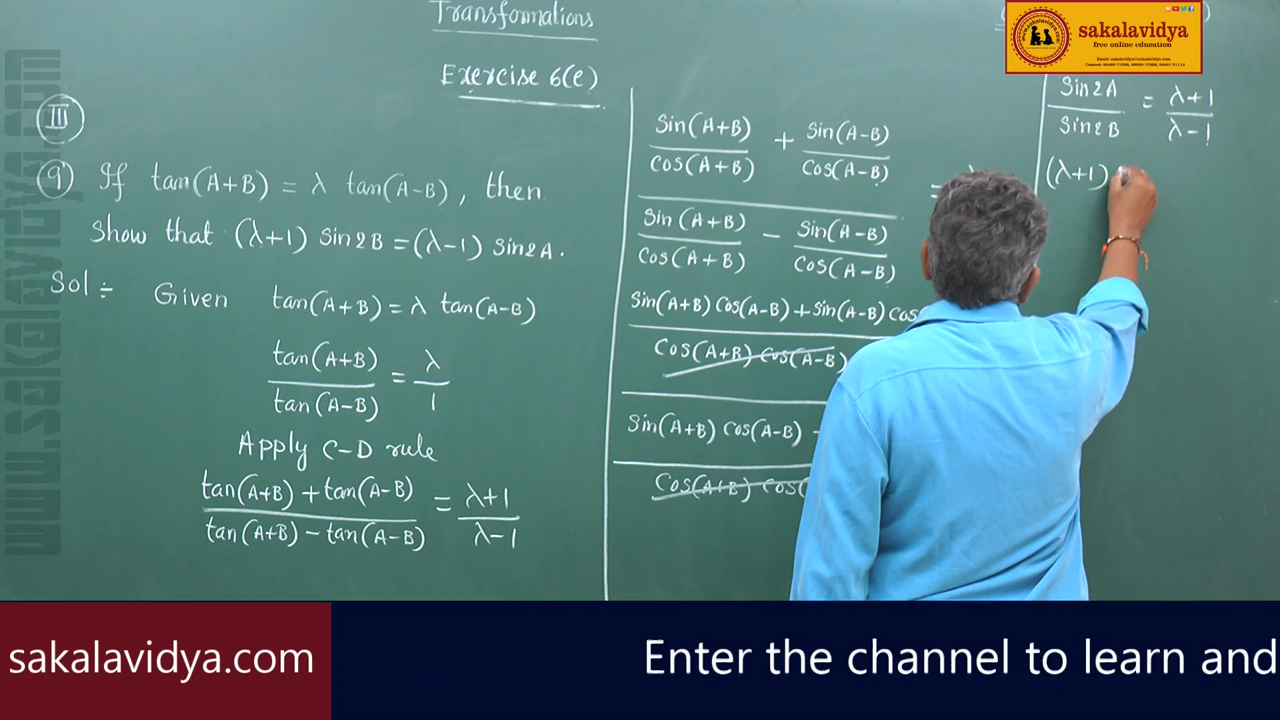 Transformations
Exercise 6(e)
III
9) If tan(A+B) = λ tan(A-B), then
Show that (λ+1) Sin2B = (λ-1) Sin2A.
Sol :- Given tan(A+B) = λ tan(A-B)
tan(A+B)/tan(A-B) = λ/1
Apply C-D rule
tan(A+B) + tan(A-B) / tan(A+B) - tan(A-B) = λ+1/λ-1
Sin(A+B)/Cos(A+B) + Sin(A-B)/Cos(A-B)
Sin(A+B)/Cos(A+B) - Sin(A-B)/Cos(A-B)
=
Sin(A+B) Cos(A-B) + Sin(A-B) Cos
Cos(A+B) Cos(A-B)
Sin(A+B) Cos(A-B) -
Cos(A+B) Cos(
Sin2A/Sin2B = λ+1/λ-1
(λ+1)
sakalavidya
free online education
www.sakalavidya.com
sakalavidya.com
Enter the channel to learn and